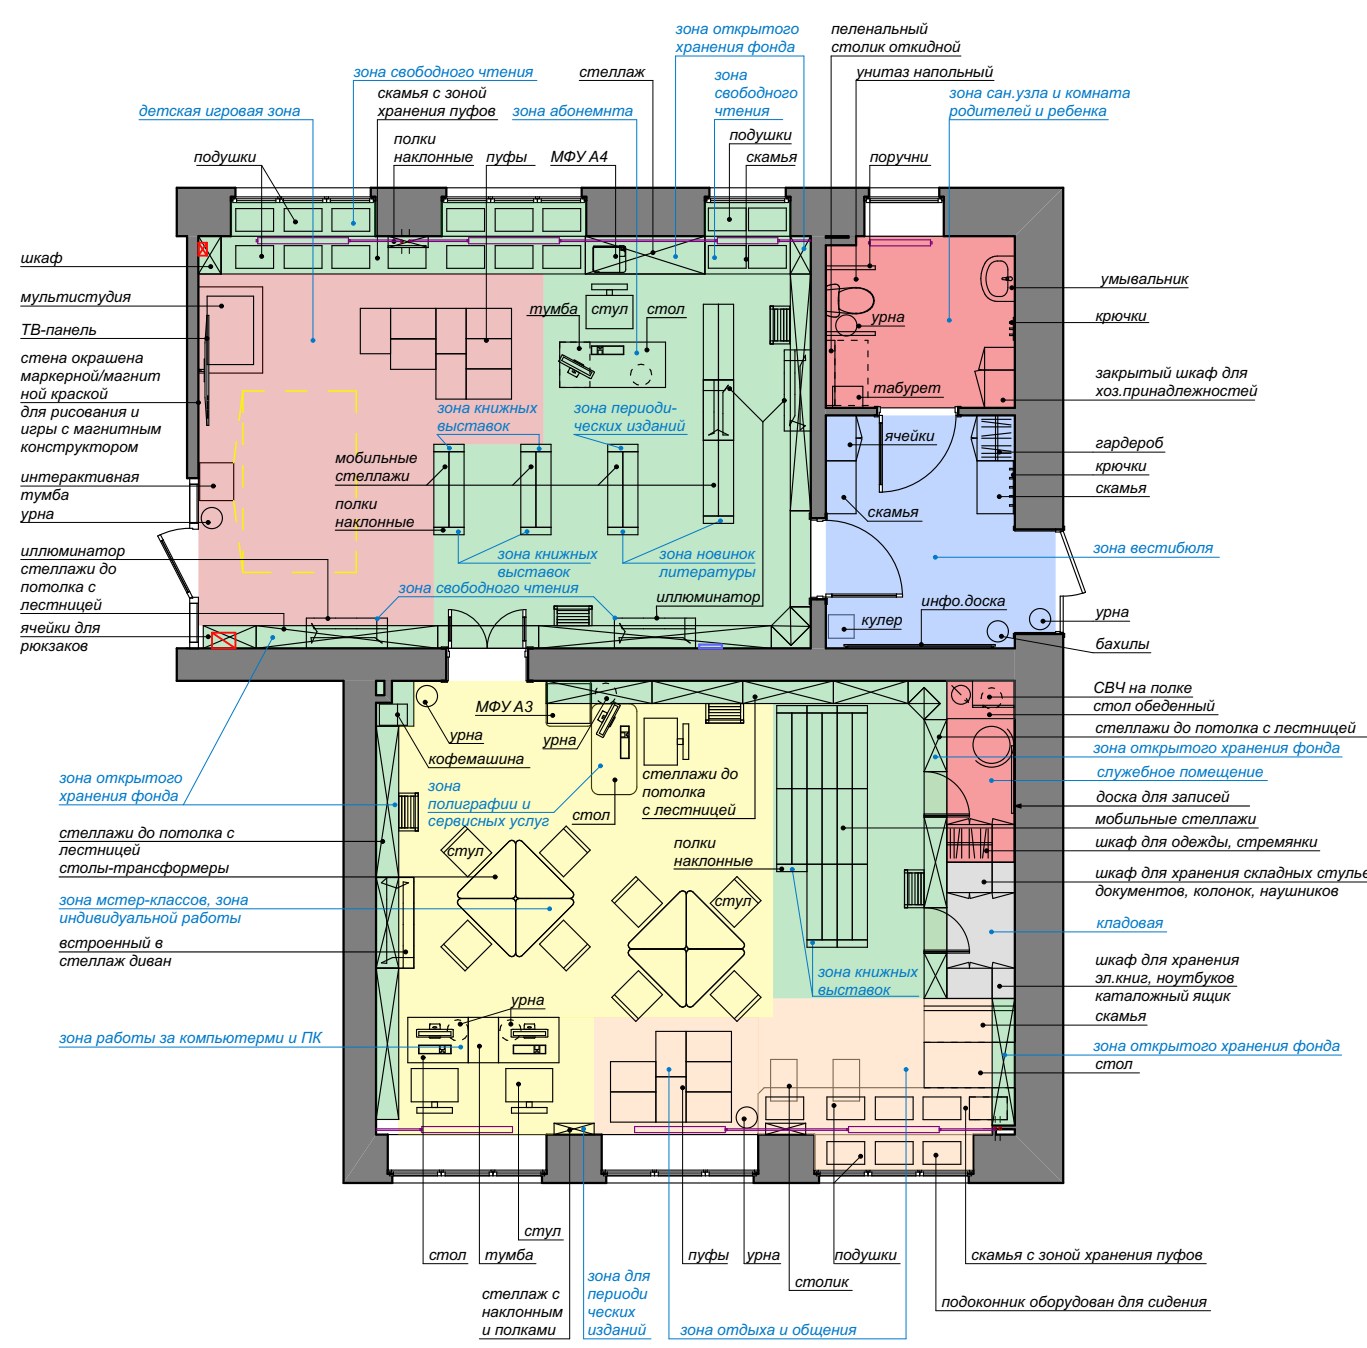 зона открытого
хранения фонда
пеленальный
столик откидной
зона свободного чтения
стеллаж
зона
свободного
чтения
унитаз напольный
скамья с зоной
хранения пуфов
зона сан.узла и комната
родителей и ребенка
детская игровая зона
зона абонемнта
полки
наклонные
подушки
подушки
пуфы
МФУ А4
скамья
поручни
шкаф
умывальник
мультистудия
тумба
стул
стол
урна
крючки
ТВ-панель
стена окрашена
маркерной/магнит
ной краской
для рисования и
игры с магнитным
конструктором
закрытый шкаф для
хоз.принадлежностей
табурет
зона книжных
выставок
зона периоди-
ческих изданий
ячейки
гардероб
мобильные
стеллажи
крючки
интерактивная
тумба
скамья
полки
наклонные
скамья
урна
иллюминатор
стеллажи до
потолка с
лестницей
зона книжных
выставок
зона новинок
литературы
зона вестибюля
зона свободного чтения
иллюминатор
инфо.доска
кулер
урна
ячейки для
рюкзаков
бахилы
СВЧ на полке
стол обеденный
МФУ А3
урна
урна
стеллажи до потолка с лестницей
зона открытого хранения фонда
кофемашина
зона открытого
хранения фонда
зона
полиграфии и
сервисных услуг
стеллажи до
потолка
с лестницей
служебное помещение
доска для записей
стол
мобильные стеллажи
стеллажи до потолка с
лестницей
столы-трансформеры
стул
полки
наклонные
шкаф для одежды, стремянки
шкаф для хранения складных стулье
документов, колонок, наушников
зона мстер-классов, зона
индивидуальной работы
стул
кладовая
встроенный в
стеллаж диван
зона книжных
выставок
шкаф для хранения
эл.книг, ноутбуков
каталожный ящик
урна
скамья
зона работы за компьютерми и ПК
зона открытого хранения фонда
стол
стул
стол
тумба
пуфы
урна
подушки
скамья с зоной хранения пуфов
зона для
периоди
ческих
изданий
столик
стеллаж с
наклонным
и полками
подоконник оборудован для сидения
зона отдыха и общения